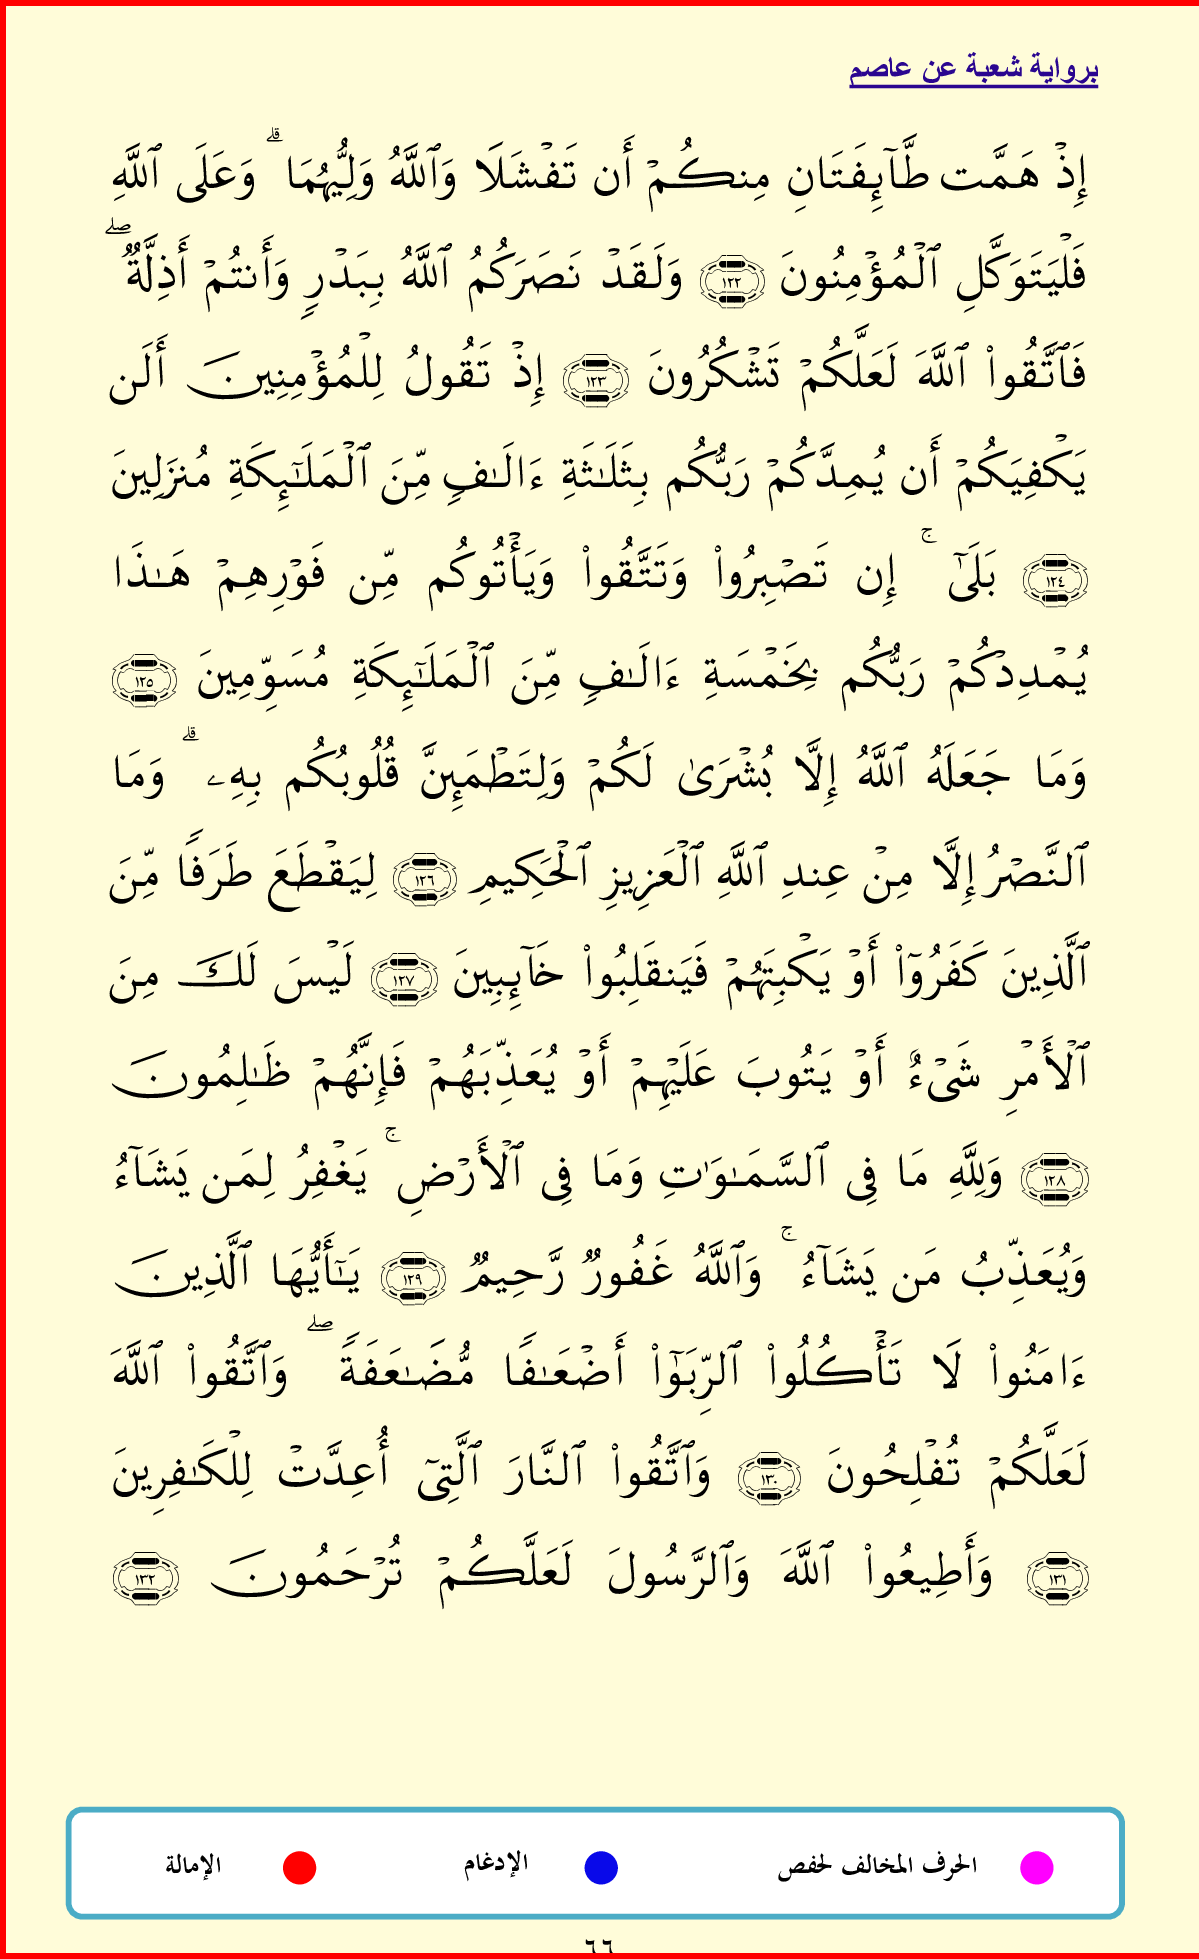 برواية شعبة عن عاصم
إِذْ هَمَّت طَّآئِفَتَانِ مِنكُمْ أَن تَفْشَلَا وَٱللَّهُ وَلِيُّهُمَا ۗ وَعَلَى ٱللَّهِ
فَلْيَتَوَكَّلِ ٱلْمُؤْمِنُونَ ١٢٢ وَلَقَدْ نَصَرَكُمُ ٱللَّهُ بِبَدْرٍ وَأَنتُمْ أَذِلَّةٌ ۖ
فَٱتَّقُوا۟ ٱللَّهَ لَعَلَّكُمْ تَشْكُرُونَ ١٢٣ إِذْ تَقُولُ لِلْمُؤْمِنِينَ أَلَن
يَكْفِيَكُمْ أَن يُمِدَّكُمْ رَبُّكُم بِثَلَٰثَةِ ءَالَٰفٍ مِّنَ ٱلْمَلَٰٓئِكَةِ مُنزَلِينَ
١٢٤ بَلَىٰٓ ۚ إِن تَصْبِرُوا۟ وَتَتَّقُوا۟ وَيَأْتُوكُم مِّن فَوْرِهِمْ هَٰذَا
يُمْدِدْكُمْ رَبُّكُم بِخَمْسَةِ ءَالَٰفٍ مِّنَ ٱلْمَلَٰٓئِكَةِ مُسَوِّمِينَ ١٢٥
وَمَا جَعَلَهُ ٱللَّهُ إِلَّا بُشْرَىٰ لَكُمْ وَلِتَطْمَئِنَّ قُلُوبُكُم بِهِۦ ۗ وَمَا
ٱلنَّصْرُ إِلَّا مِنْ عِندِ ٱللَّهِ ٱلْعَزِيزِ ٱلْحَكِيمِ ١٢٦ لِيَقْطَعَ طَرَفًا مِّنَ
ٱلَّذِينَ كَفَرُوٓا۟ أَوْ يَكْبِتَهُمْ فَيَنقَلِبُوا۟ خَآئِبِينَ ١٢٧ لَيْسَ لَكَ مِنَ
ٱلْأَمْرِ شَىْءٌ أَوْ يَتُوبَ عَلَيْهِمْ أَوْ يُعَذِّبَهُمْ فَإِنَّهُمْ ظَٰلِمُونَ
١٢٨ وَلِلَّهِ مَا فِى ٱلسَّمَٰوَٰتِ وَمَا فِى ٱلْأَرْضِ ۚ يَغْفِرُ لِمَن يَشَآءُ
وَيُعَذِّبُ مَن يَشَآءُ ۚ وَٱللَّهُ غَفُورٌ رَّحِيمٌ ١٢٩ يَٰٓأَيُّهَا ٱلَّذِينَ
ءَامَنُوا۟ لَا تَأْكُلُوا۟ ٱلرِّبَوٰٓا۟ أَضْعَٰفًا مُّضَٰعَفَةً ۖ وَٱتَّقُوا۟ ٱللَّهَ
لَعَلَّكُمْ تُفْلِحُونَ ١٣٠ وَٱتَّقُوا۟ ٱلنَّارَ ٱلَّتِىٓ أُعِدَّتْ لِلْكَٰفِرِينَ
١٣١ وَأَطِيعُوا۟ ٱللَّهَ وَٱلرَّسُولَ لَعَلَّكُمْ تُرْحَمُونَ ١٣٢
الحرف المخالف لحفص الإدغام الإمالة
٦٦